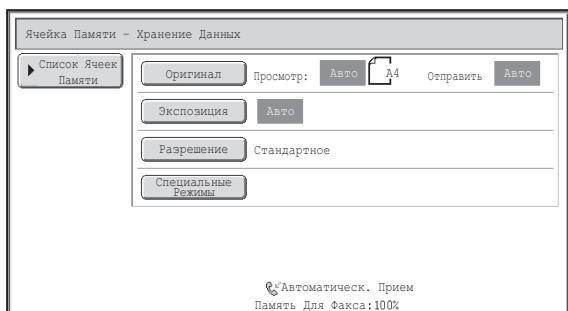 Ячейка Памяти - Хранение Данных
Список Ячеек
Памяти
Оригинал Просмотр: Авто A4 Отправить Авто
Экспозиция Авто
Разрешение Стандартное
Специальные
Режимы
Автоматическ. Прием
Память Для Факса:100%